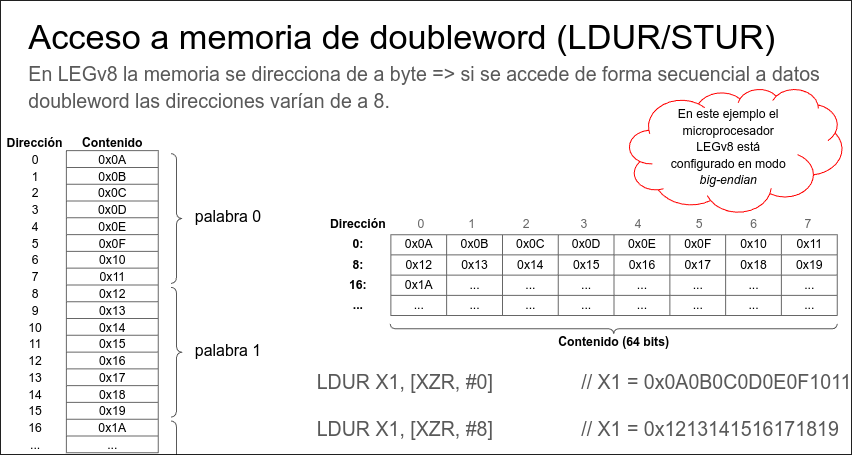 Acceso a memoria de doubleword (LDUR/STUR)
En LEGv8 la memoria se direcciona de a byte => si se accede de forma secuencial a datos
doubleword las direcciones varían de a 8.
En este ejemplo el
microprocesador
LEGv8 está
configurado en modo
big-endian
Dirección Contenido
0 0x0A
1 0x0B
2 0x0C
3 0x0D
4 0x0E
5 0x0F
6 0x10
7 0x11
8 0x12
9 0x13
10 0x14
11 0x15
12 0x16
13 0x17
14 0x18
15 0x19
16 0x1A
... ...
palabra 0
palabra 1
Dirección 0 1 2 3 4 5 6 7
0: 0x0A 0x0B 0x0C 0x0D 0x0E 0x0F 0x10 0x11
8: 0x12 0x13 0x14 0x15 0x16 0x17 0x18 0x19
16: 0x1A ... ... ... ... ... ... ...
... ... ... ... ... ... ... ... ...
Contenido (64 bits)
LDUR X1, [XZR, #0] // X1 = 0x0A0B0C0D0E0F1011
LDUR X1, [XZR, #8] // X1 = 0x1213141516171819